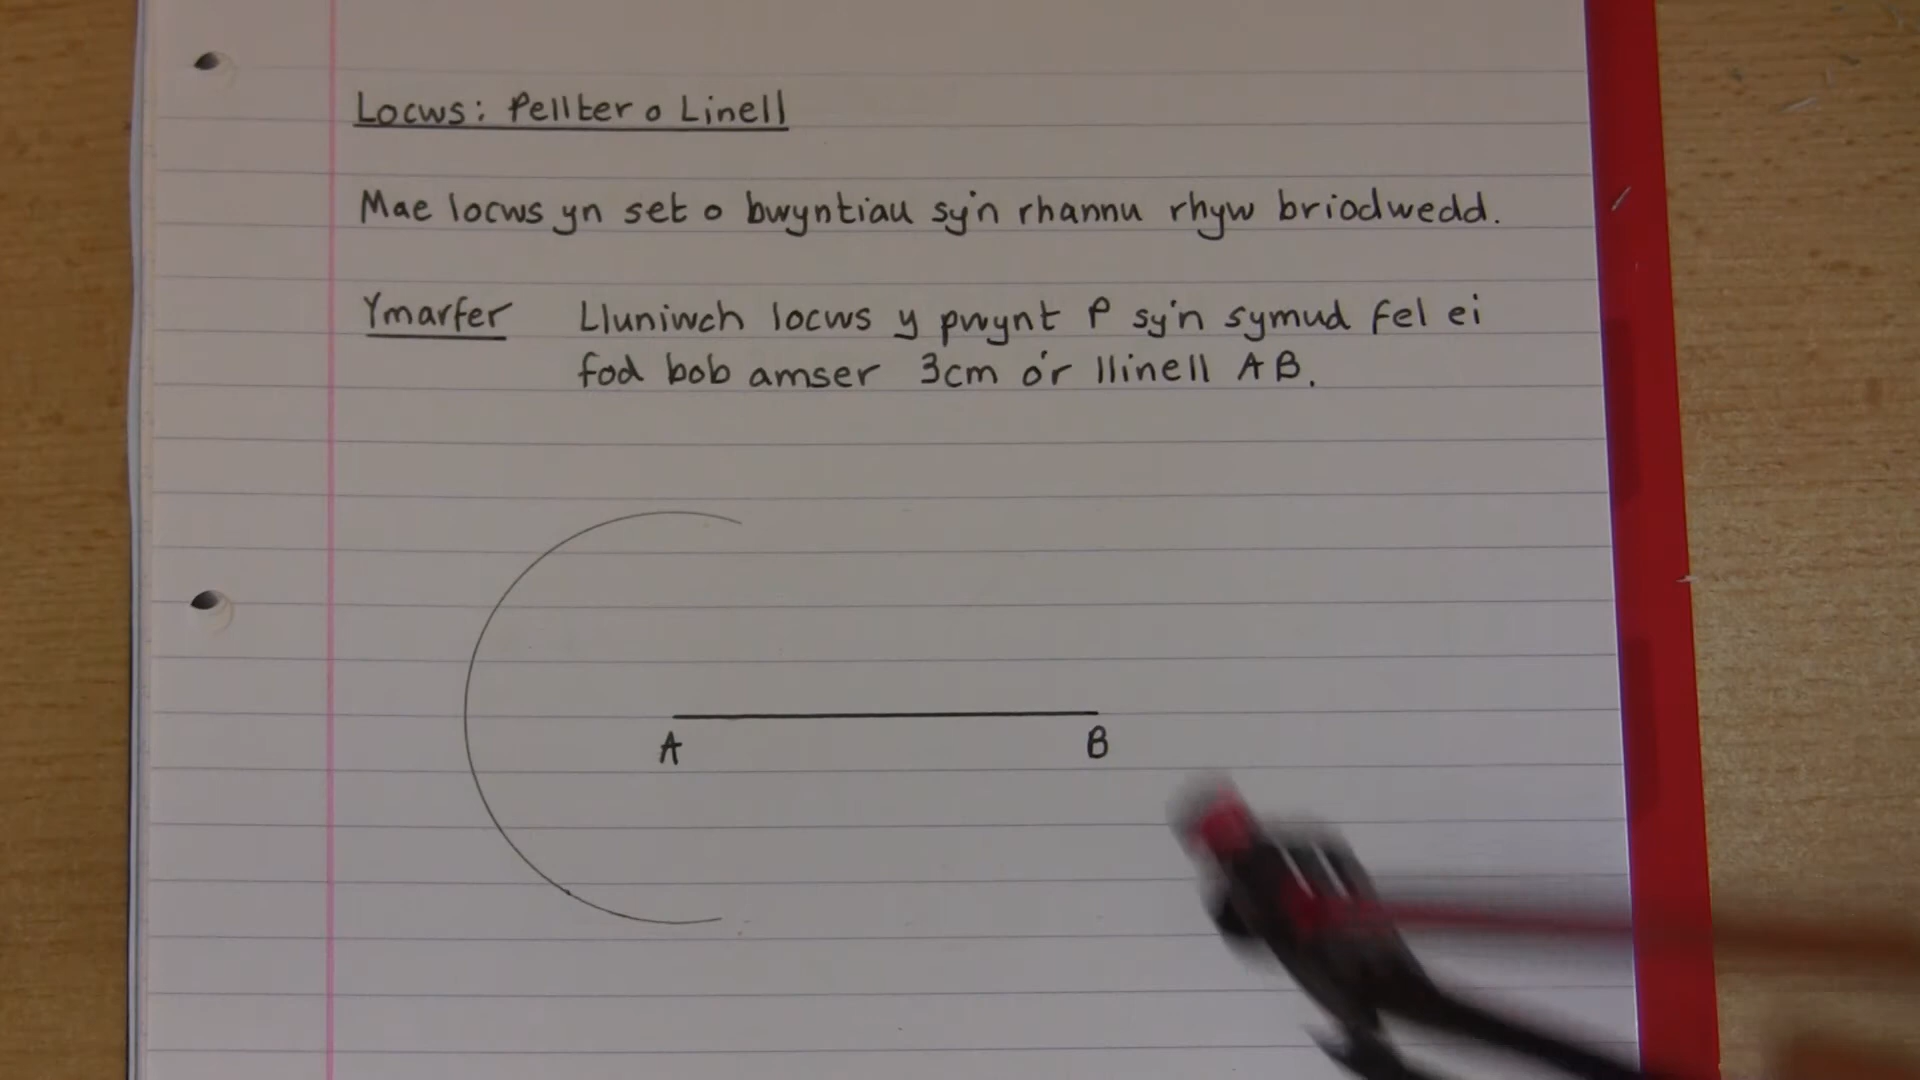 Locws: Pellter o Linell
Mae locws yn set o bwyntiau sy'n rhannu rhyw briodwedd.
Ymarfer Lluniwch locws y pwynt P sy'n symud fel ei
fod bob amser 3cm o'r llinell AB.
A B